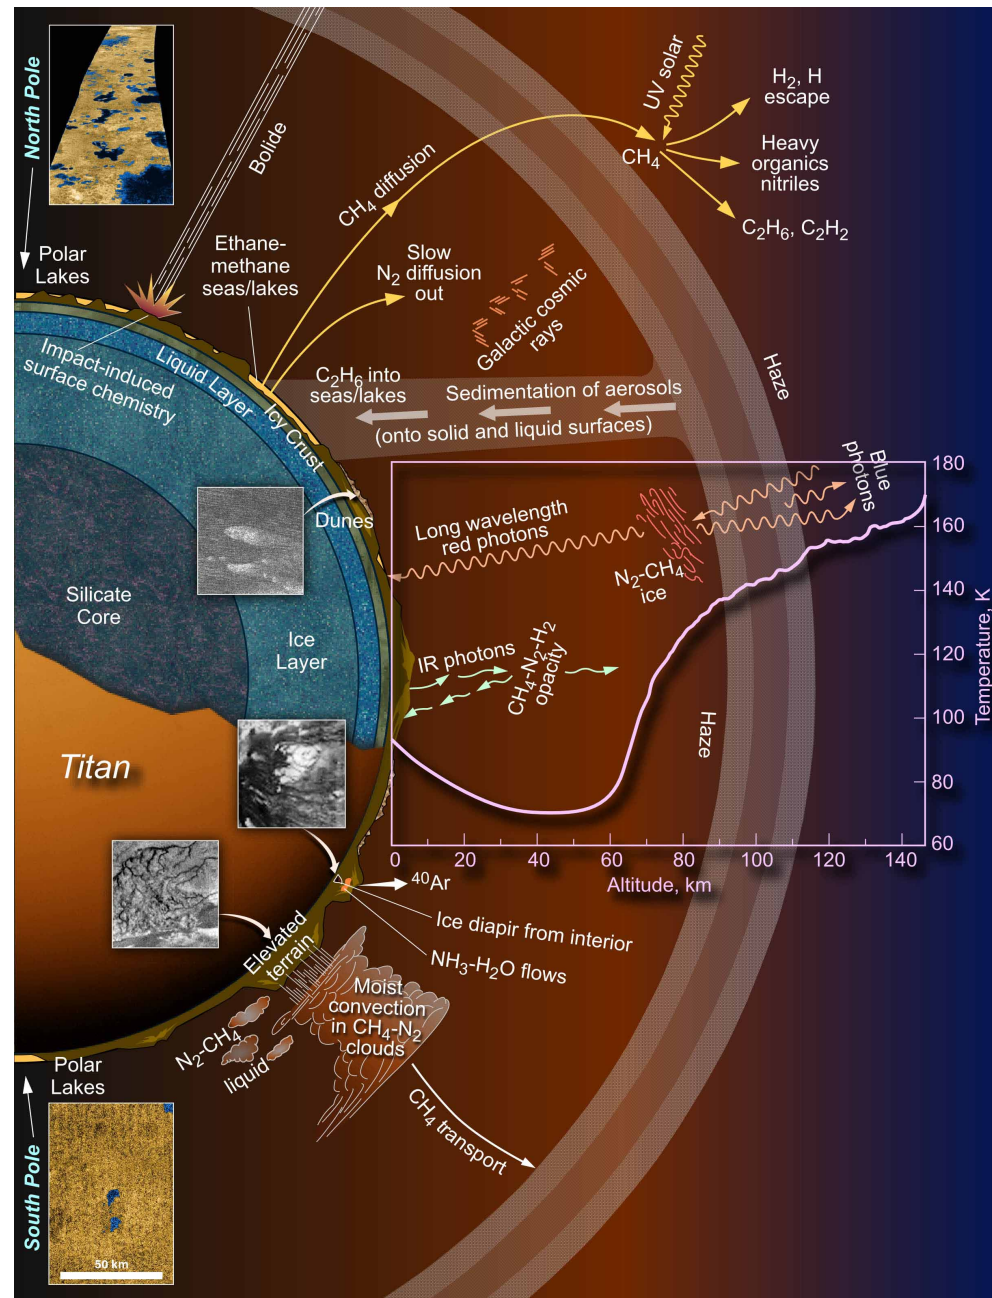 North Pole
Polar
Lakes
Bolide
UV solar
H₂, H
escape
CH₄
Heavy
organics
nitriles
C₂H₆, C₂H₂
CH₄ diffusion
Ethane-
methane
seas/lakes
Slow
N₂ diffusion
out
Galactic cosmic
rays
Haze
Impact-induced
surface chemistry
Liquid Layer
Icy Crust
C₂H₆ into
seas/lakes
Sedimentation of aerosols
(onto solid and liquid surfaces)
Dunes
Silicate
Core
Ice
Layer
Titan
Long wavelength
red photons
N₂-CH₄
ice
Blue
photons
IR photons
CH₄-N₂-H₂
opacity
Haze
180
160
140
120
100
80
60
Temperature, K
0
20
40
60
80
100
120
140
Altitude, km
⁴⁰Ar
Ice diapir from interior
NH₃-H₂O flows
Elevated
terrain
Moist
convection
in CH₄-N₂
clouds
N₂-CH₄
liquid
CH₄ transport
Polar
Lakes
South Pole
50 km